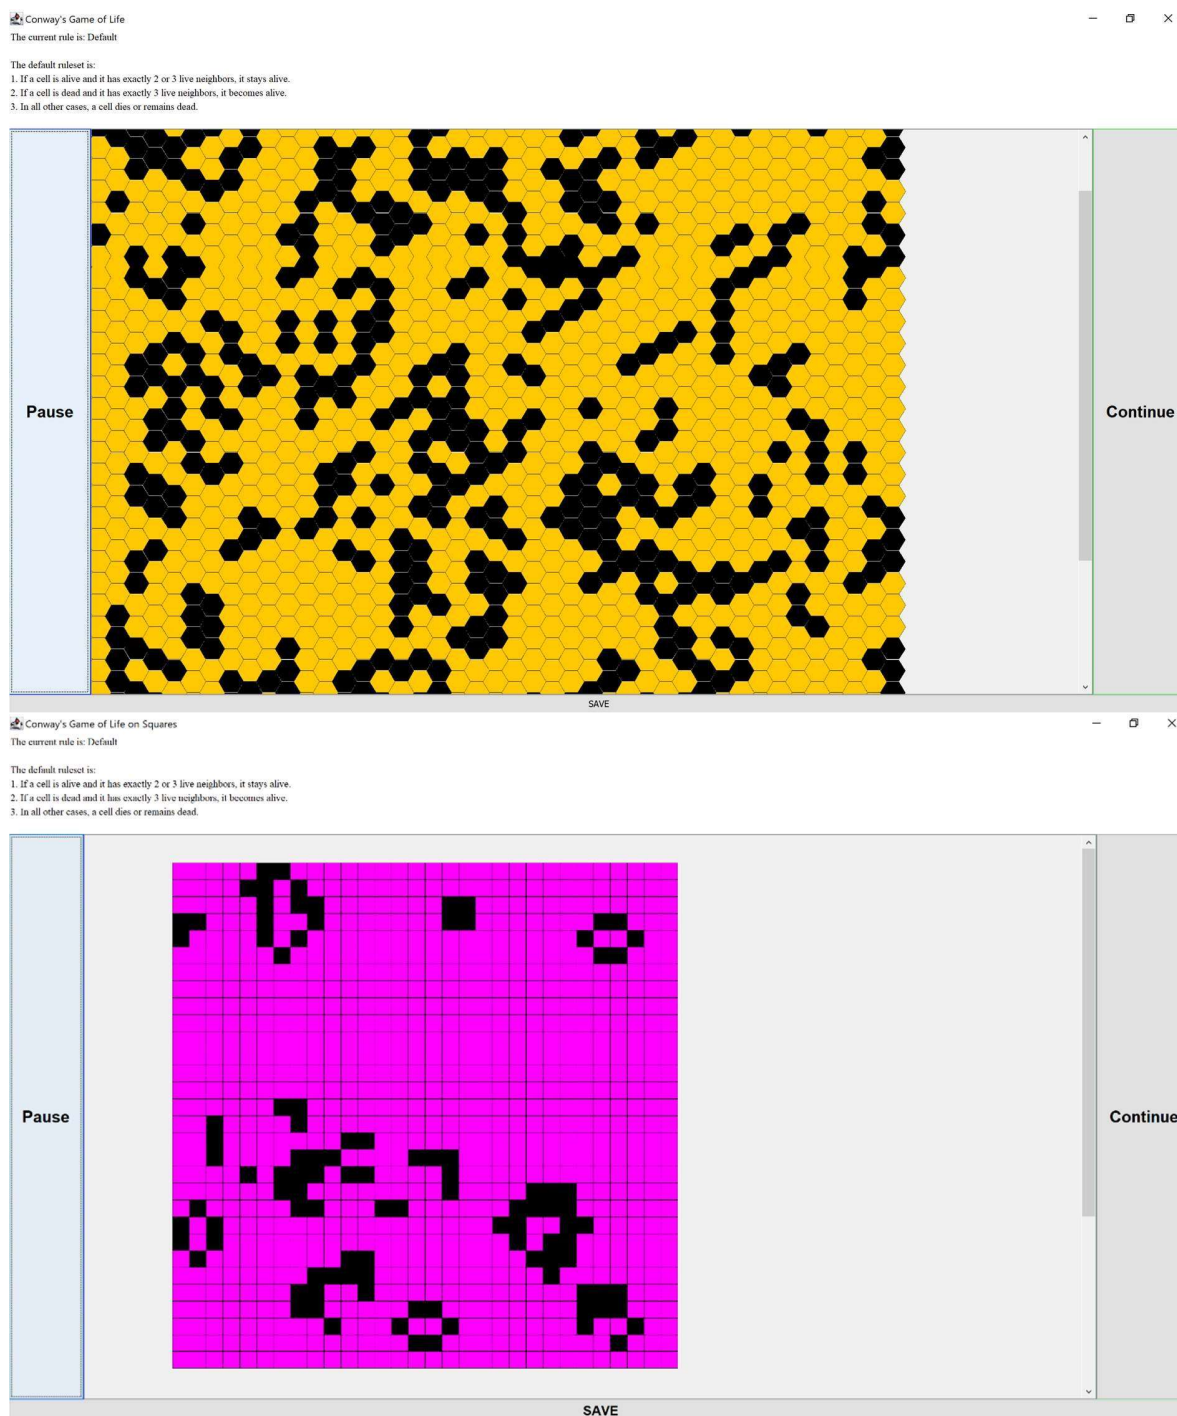 Conway's Game of Life
The current rule is: Default
The default ruleset is:
1. If a cell is alive and it has exactly 2 or 3 live neighbors, it stays alive.
2. If a cell is dead and it has exactly 3 live neighbors, it becomes alive.
3. In all other cases, a cell dies or remains dead.
Pause
Continue
SAVE
Conway's Game of Life on Squares
The current rule is: Default
The default ruleset is:
1. If a cell is alive and it has exactly 2 or 3 live neighbors, it stays alive.
2. If a cell is dead and it has exactly 3 live neighbors, it becomes alive.
3. In all other cases, a cell dies or remains dead.
Pause
Continue
SAVE